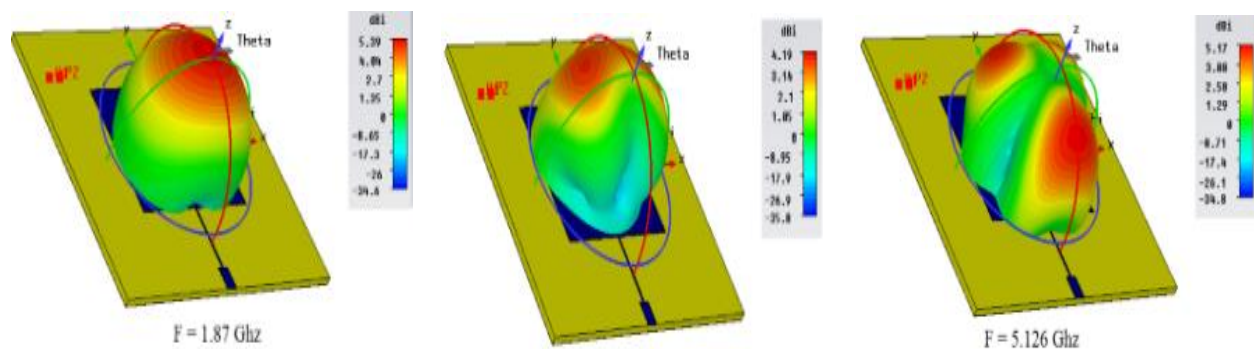 dBi
5.39
4.04
2.7
1.35
0
-8.65
-17.3
-26
-34.6
y
z
Theta
x
P2
F = 1.87 Ghz
dBi
4.19
3.14
2.1
1.05
0
-8.95
-17.9
-26.9
-35.8
y
z
Theta
x
P2
dBi
5.17
3.88
2.58
1.29
0
-8.71
-17.4
-26.1
-34.8
y
z
Theta
x
P2
F = 5.126 Ghz